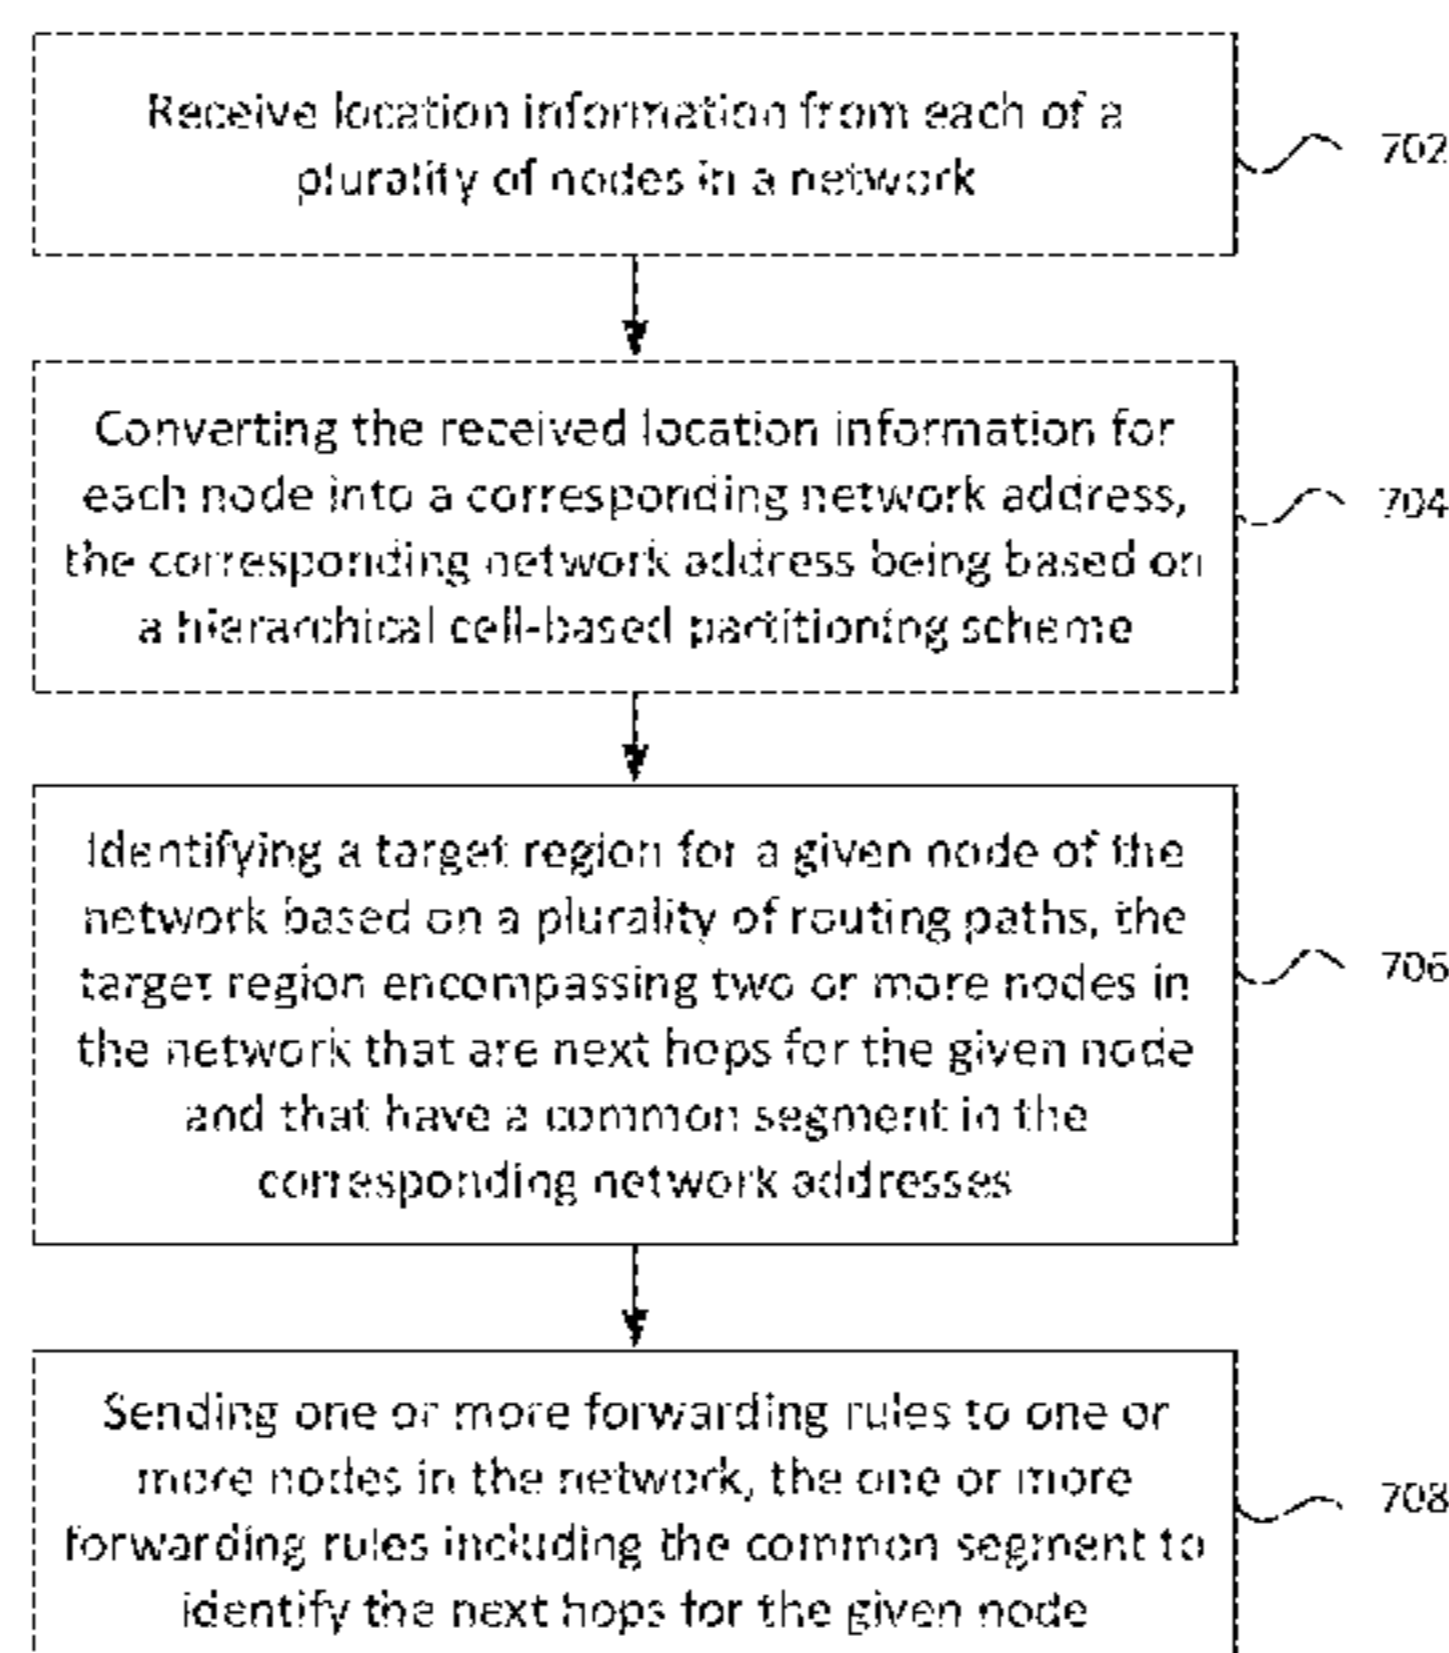 Receive location information from each of a
plurality of nodes in a network
702
Converting the received location information for
each node into a corresponding network address,
the corresponding network address being based on
a hierarchical cell-based partitioning scheme
704
Identifying a target region for a given node of the
network based on a plurality of routing paths, the
target region encompassing two or more nodes in
the network that are next hops for the given node
and that have a common segment in the
corresponding network addresses
706
Sending one or more forwarding rules to one or
more nodes in the network, the one or more
forwarding rules including the common segment to
identify the next hops for the given node
708